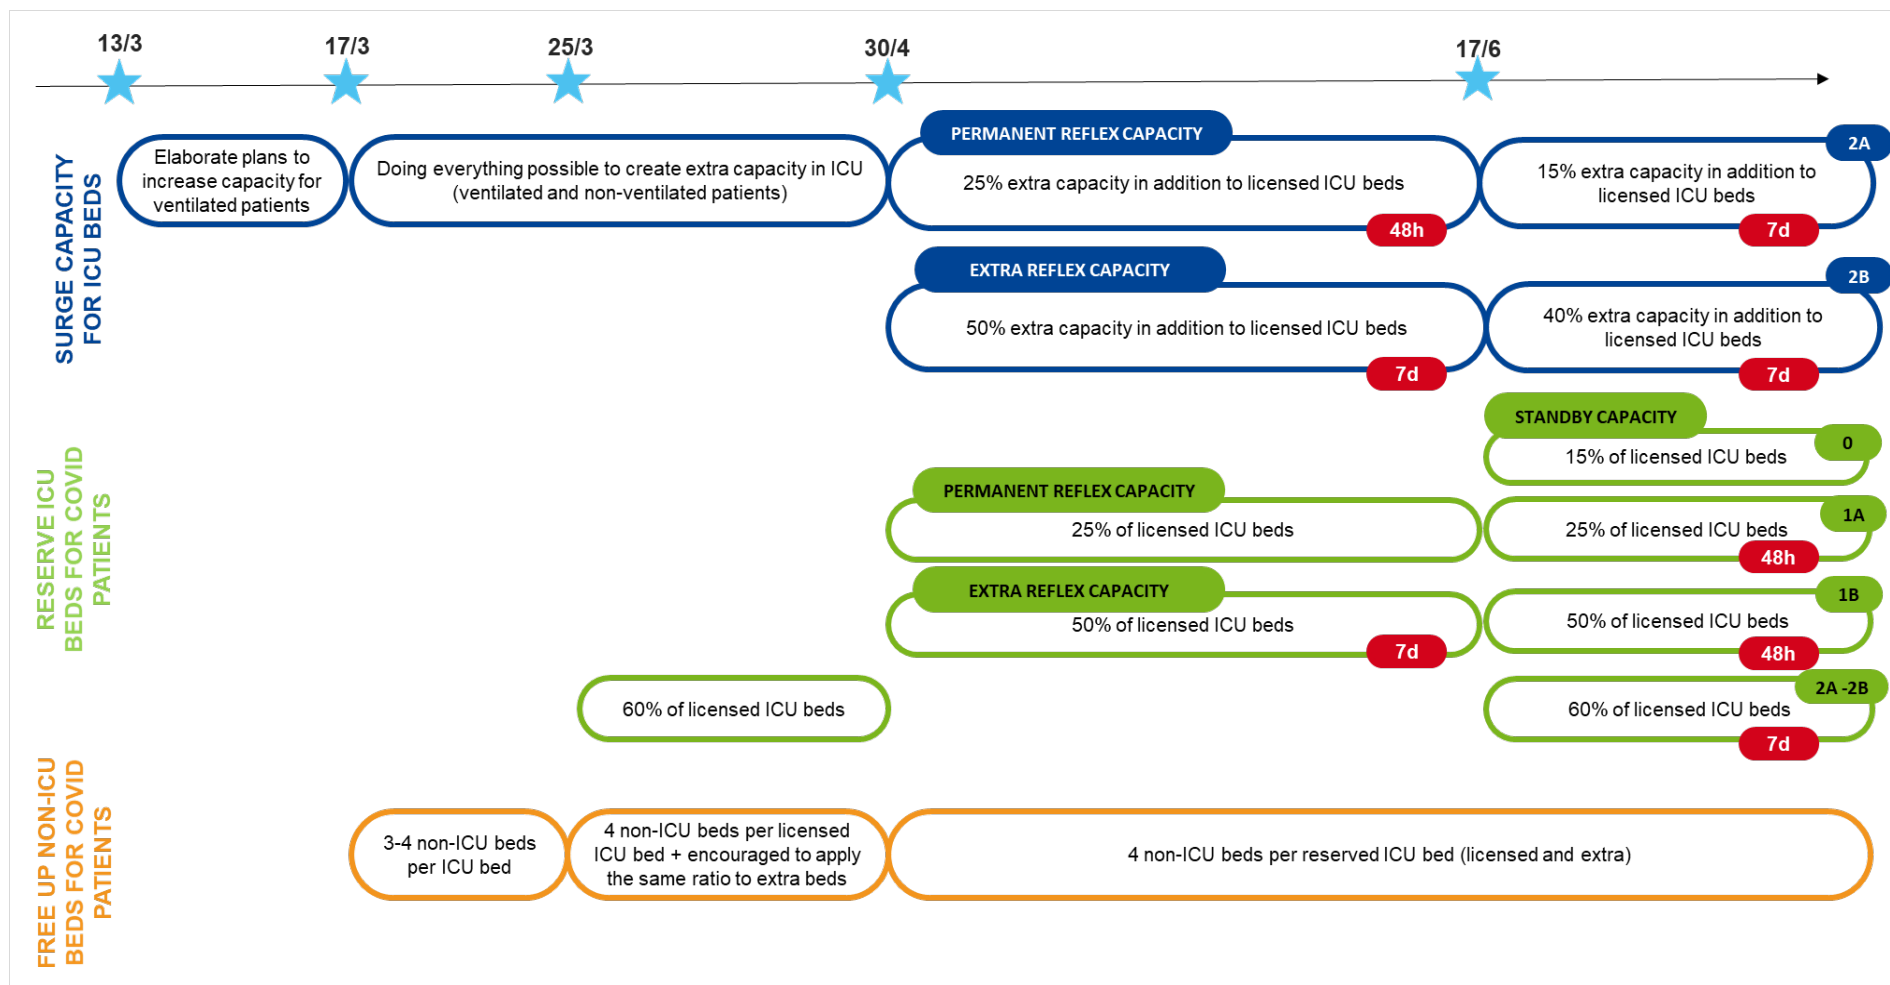 13/3
17/3
25/3
30/4
17/6
SURGE CAPACITY
FOR ICU BEDS
Elaborate plans to
increase capacity for
ventilated patients
Doing everything possible to create extra capacity in ICU
(ventilated and non-ventilated patients)
PERMANENT REFLEX CAPACITY
25% extra capacity in addition to licensed ICU beds
48h
2A
15% extra capacity in addition to
licensed ICU beds
7d
EXTRA REFLEX CAPACITY
50% extra capacity in addition to licensed ICU beds
7d
2B
40% extra capacity in addition to
licensed ICU beds
7d
RESERVE ICU
BEDS FOR COVID
PATIENTS
STANDBY CAPACITY
0
15% of licensed ICU beds
PERMANENT REFLEX CAPACITY
25% of licensed ICU beds
1A
25% of licensed ICU beds
48h
EXTRA REFLEX CAPACITY
50% of licensed ICU beds
7d
1B
50% of licensed ICU beds
48h
60% of licensed ICU beds
2A -2B
60% of licensed ICU beds
7d
FREE UP NON-ICU
BEDS FOR COVID
PATIENTS
3-4 non-ICU beds
per ICU bed
4 non-ICU beds per licensed
ICU bed + encouraged to apply
the same ratio to extra beds
4 non-ICU beds per reserved ICU bed (licensed and extra)